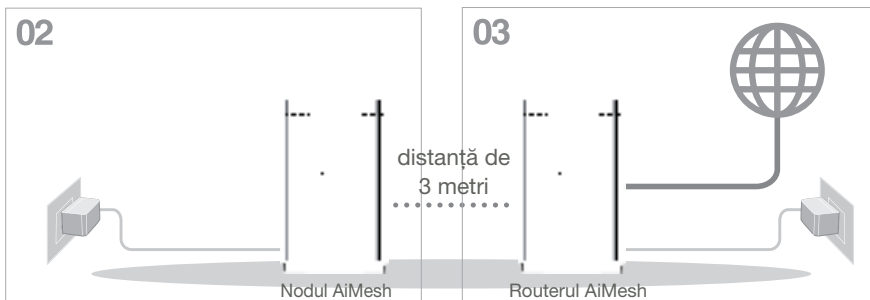 02
03
distanță de
3 metri
Nodul AiMesh
Routerul AiMesh